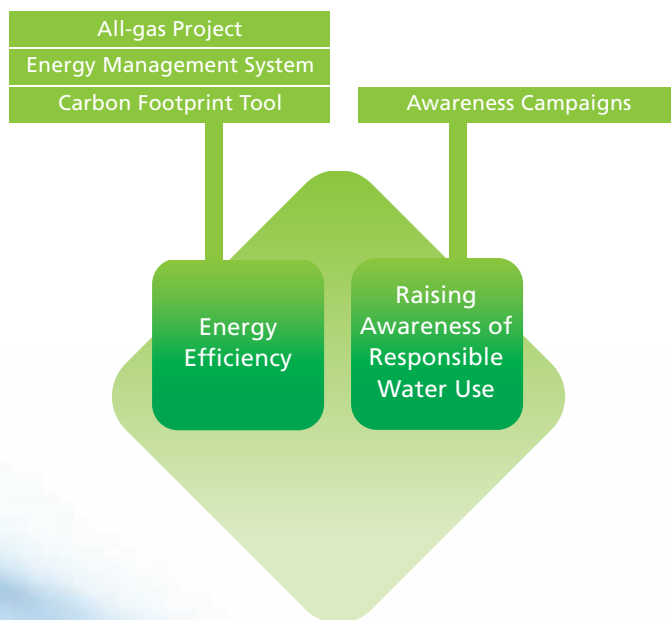 All-gas Project
Energy Management System
Carbon Footprint Tool
Awareness Campaigns
Energy
Efficiency
Raising
Awareness of
Responsible
Water Use